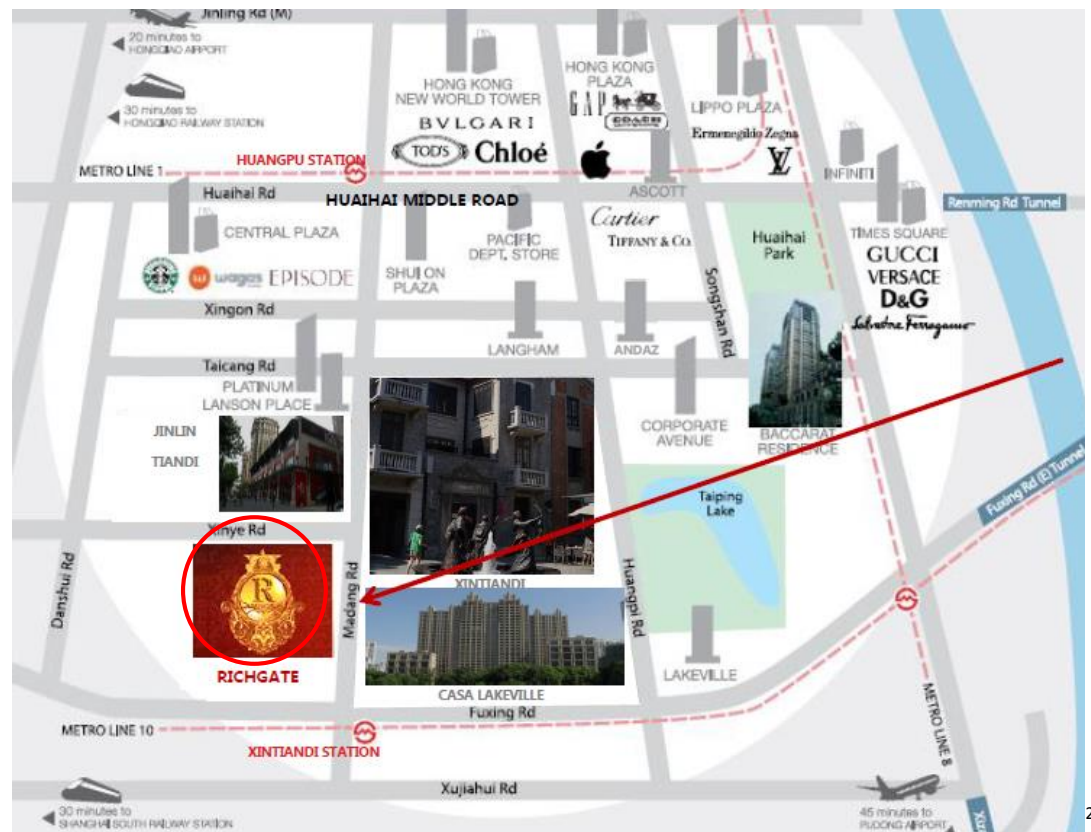 Jinling Rd (M)
20 minutes to
HONGQIAO AIRPORT
30 minutes to
HONGQIAO RAILWAY STATION
HONG KONG
NEW WORLD TOWER
BVLGARI
TOD'S
Chloé
HONG KONG
PLAZA
GAP
COACH
LIPPO PLAZA
Ermenegildo Zegna
LV
INFINITI
METRO LINE 1
HUANGPU STATION
ASCOTT
Huaihai Rd
HUAIHAI MIDDLE ROAD
Renming Rd Tunnel
CENTRAL PLAZA
wagas
EPISODE
SHUI ON
PLAZA
PACIFIC
DEPT. STORE
Cartier
TIFFANY & CO.
Songshan Rd
Huaihai
Park
TIMES SQUARE
GUCCI
VERSACE
D&G
Salvatore Ferragamo
Xingon Rd
LANGHAM
ANDAZ
Taicang Rd
PLATINUM
LANSON PLACE
JINLIN
TIANDI
CORPORATE
AVENUE
BACCARAT
RESIDENCE
Taiping
Lake
Fuxing Rd (E) Tunnel
Xinye Rd
Danshui Rd
R
RICHGATE
Madang Rd
XINTIANDI
Huangpi Rd
CASA LAKEVILLE
LAKEVILLE
Fuxing Rd
METRO LINE 10
XINTIANDI STATION
METRO LINE 8
Xujiahui Rd
30 minutes to
SHANGHAI SOUTH RAILWAY STATION
45 minutes to
PUDONG AIRPORT
2